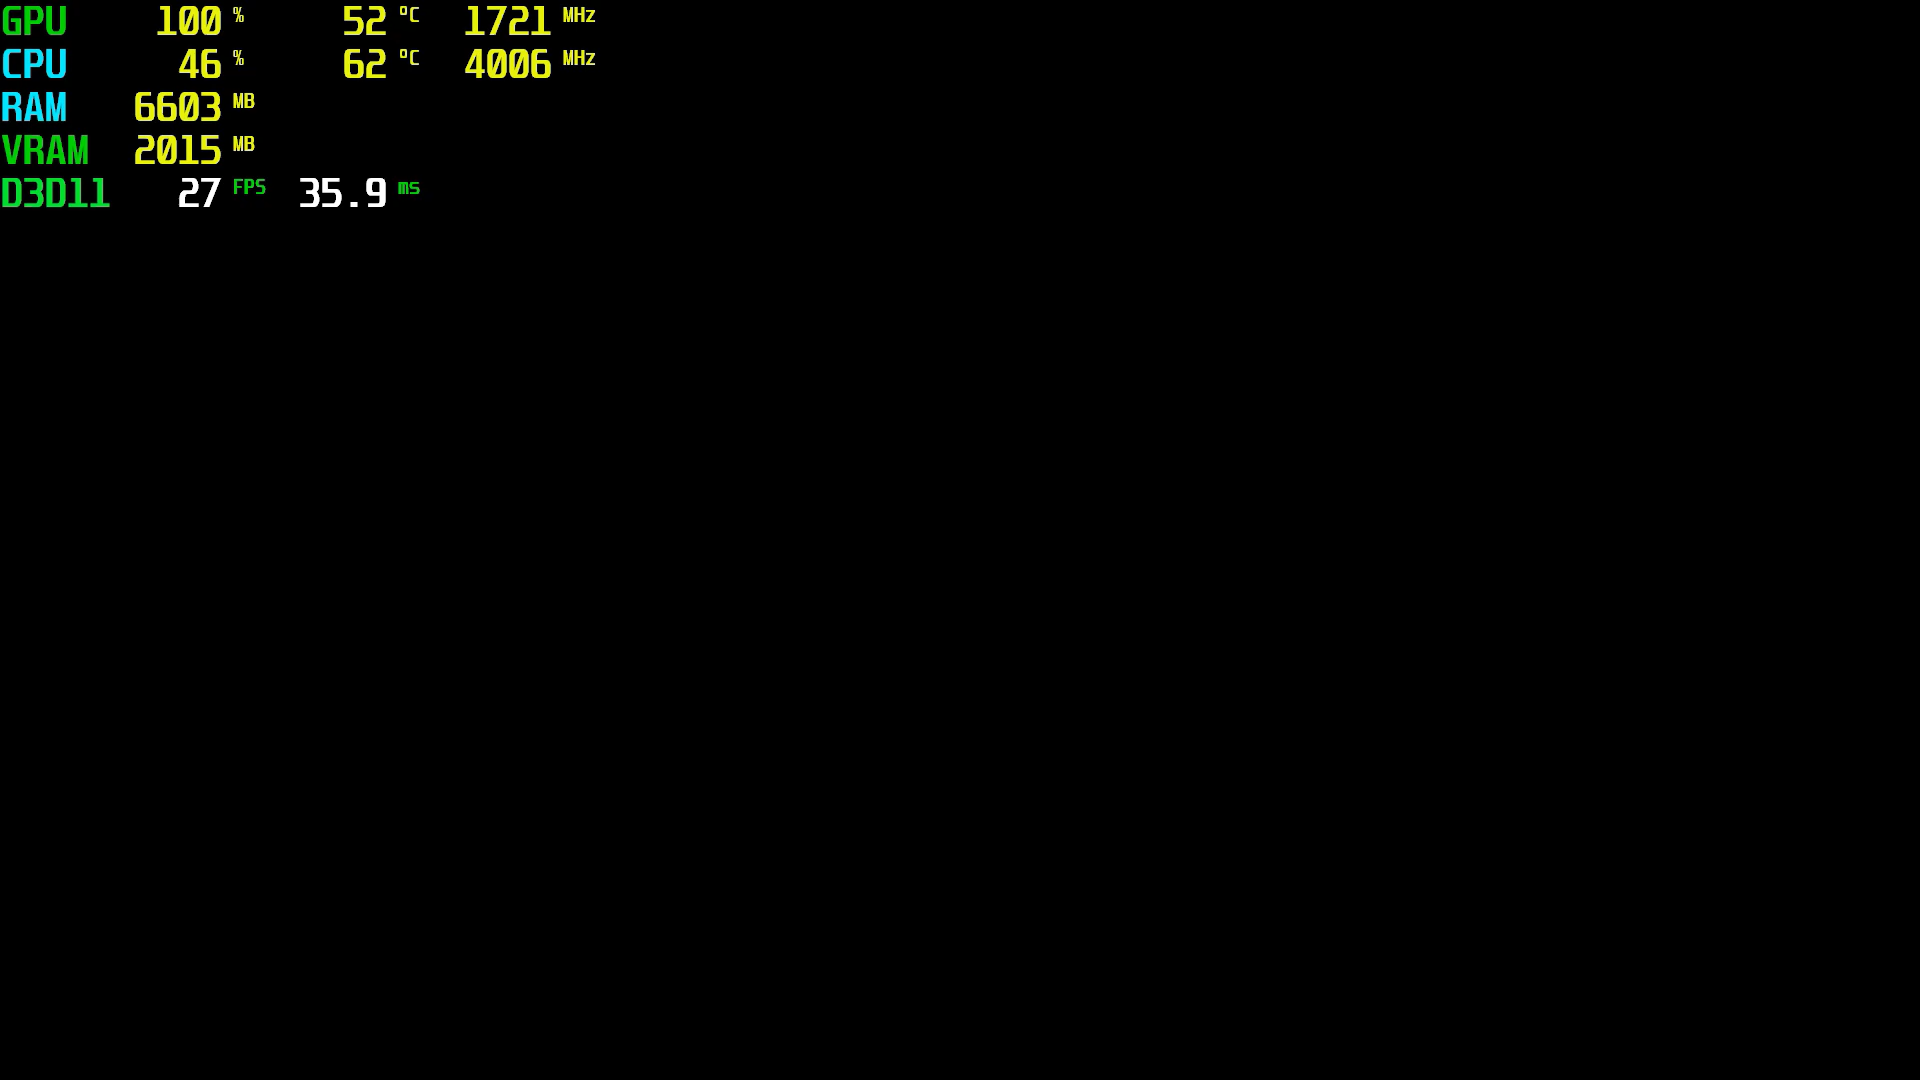 GPU 100 % 52 °C 1721 MHz
CPU 46 % 62 °C 4006 MHz
RAM 6603 MB
VRAM 2015 MB
D3D11 27 FPS 35.9 ms